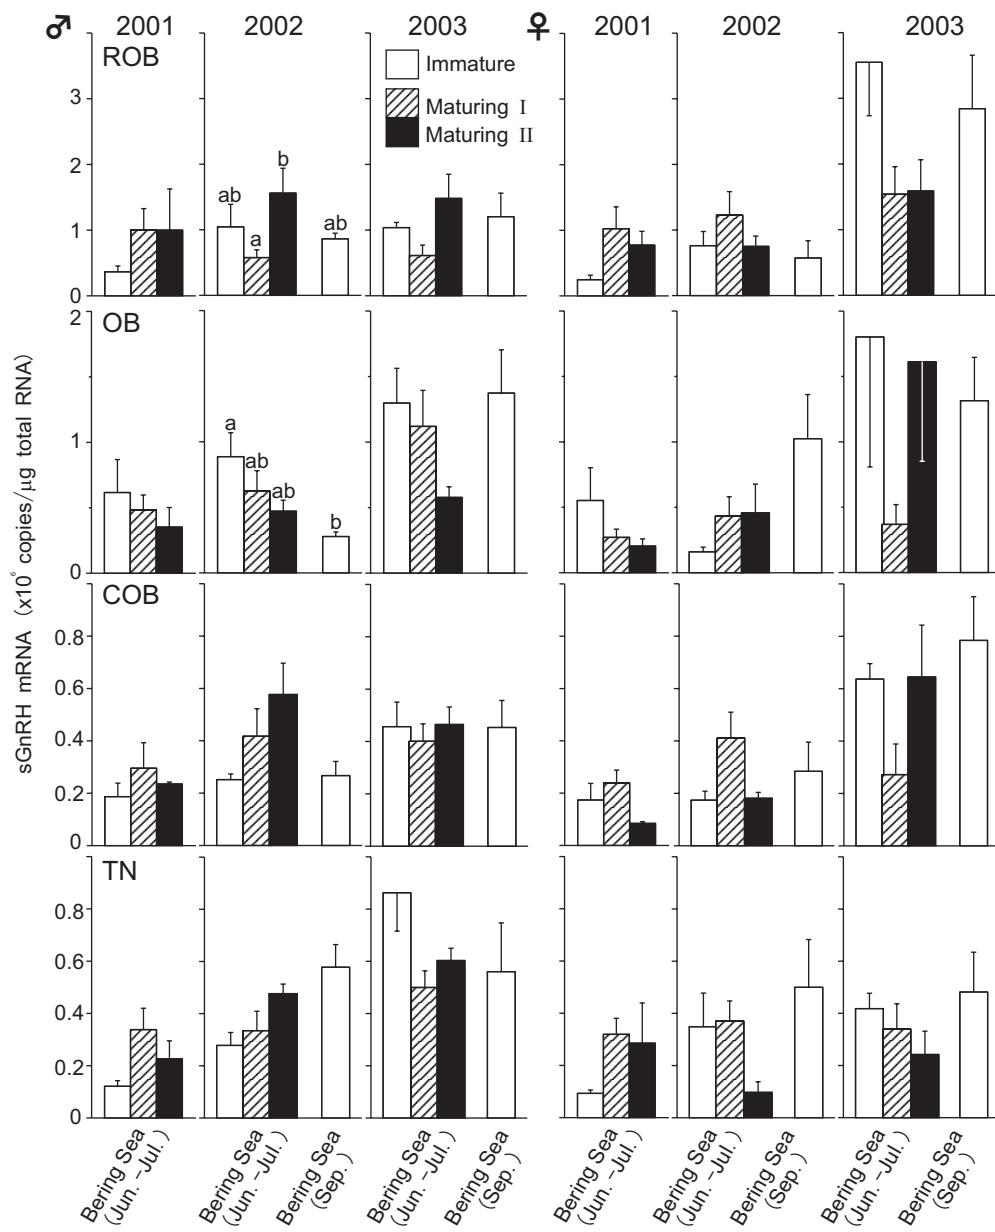 ♂ 2001 2002 2003 ♀ 2001 2002 2003
ROB
Immature
Maturing I
Maturing II
3
2
1
0
ab
a
b
ab
OB
2
1
0
a
ab
ab
b
COB
0.8
0.6
0.4
0.2
0
TN
0.8
0.6
0.4
0.2
0
sGnRH mRNA (x10⁶ copies/μg total RNA)
Bering Sea
(Jun. –Jul.)
Bering Sea
(Jun. –Jul.)
Bering Sea
(Sep.)
Bering Sea
(Jun. –Jul.)
Bering Sea
(Sep.)
Bering Sea
(Jun. –Jul.)
Bering Sea
(Jun. –Jul.)
Bering Sea
(Sep.)
Bering Sea
(Jun. –Jul.)
Bering Sea
(Sep.)